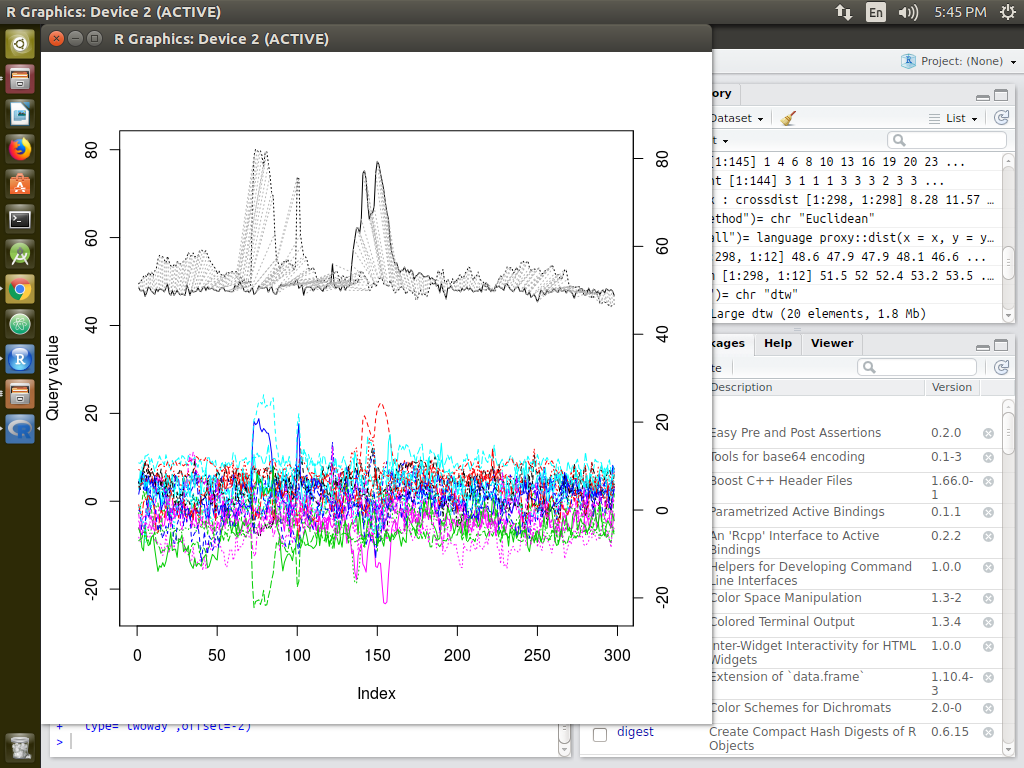 R Graphics: Device 2 (ACTIVE)
En
5:45 PM
R Graphics: Device 2 (ACTIVE)
80
60
40
20
0
-20
Query value
80
60
40
20
0
-20
0 50 100 150 200 250 300
Index
type= twoway ,offset=-2)
+
>
R Project: (None)
ory
Dataset
List
t
[1:145] 1 4 6 8 10 13 16 19 20 23 ...
nt [1:144] 3 1 1 1 3 3 3 2 3 3 ...
x : crossdist [1:298, 1:298] 8.28 11.57 …
ethod")= chr "Euclidean"
all")= language proxy::dist(x = x, y = y…
298, 1:12] 48.6 47.9 47.9 48.1 46.6 ...
[1:298, 1:12] 51.5 52 52.4 53.2 53.5 ...
")= chr "dtw"
Large dtw (20 elements, 1.8 Mb)
kages Help Viewer
te
Description Version
Easy Pre and Post Assertions 0.2.0
Tools for base64 encoding 0.1-3
Boost C++ Header Files 1.66.0-
1
Parametrized Active Bindings 0.1.1
An 'Rcpp' Interface to Active 0.2.2
Bindings
Helpers for Developing Command 1.0.0
Line Interfaces
Color Space Manipulation 1.3-2
Colored Terminal Output 1.3.4
Inter-Widget Interactivity for HTML 1.0.0
Widgets
Extension of `data.frame` 1.10.4-
3
Color Schemes for Dichromats 2.0-0
digest Create Compact Hash Digests of R 0.6.15
Objects